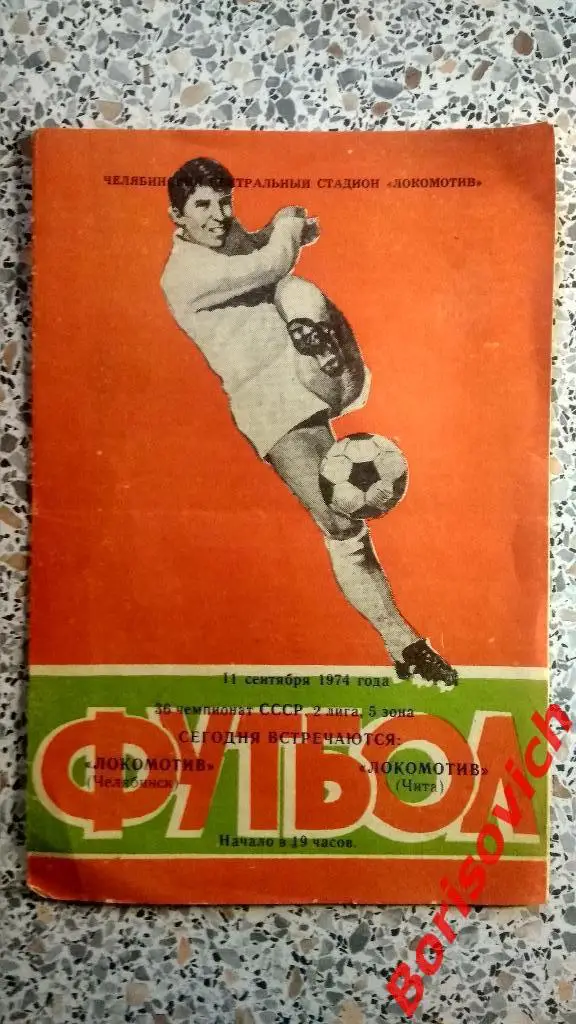 ЧЕЛЯБИНСК ЦЕНТРАЛЬНЫЙ СТАДИОН «ЛОКОМОТИВ»
11 сентября 1974 года
36 чемпионат СССР, 2 лига, 5 зона
СЕГОДНЯ ВСТРЕЧАЮТСЯ:
«ЛОКОМОТИВ» «ЛОКОМОТИВ»
(Челябинск) (Чита)
ФУТБОЛ
Начало в 19 часов.
Borisovich